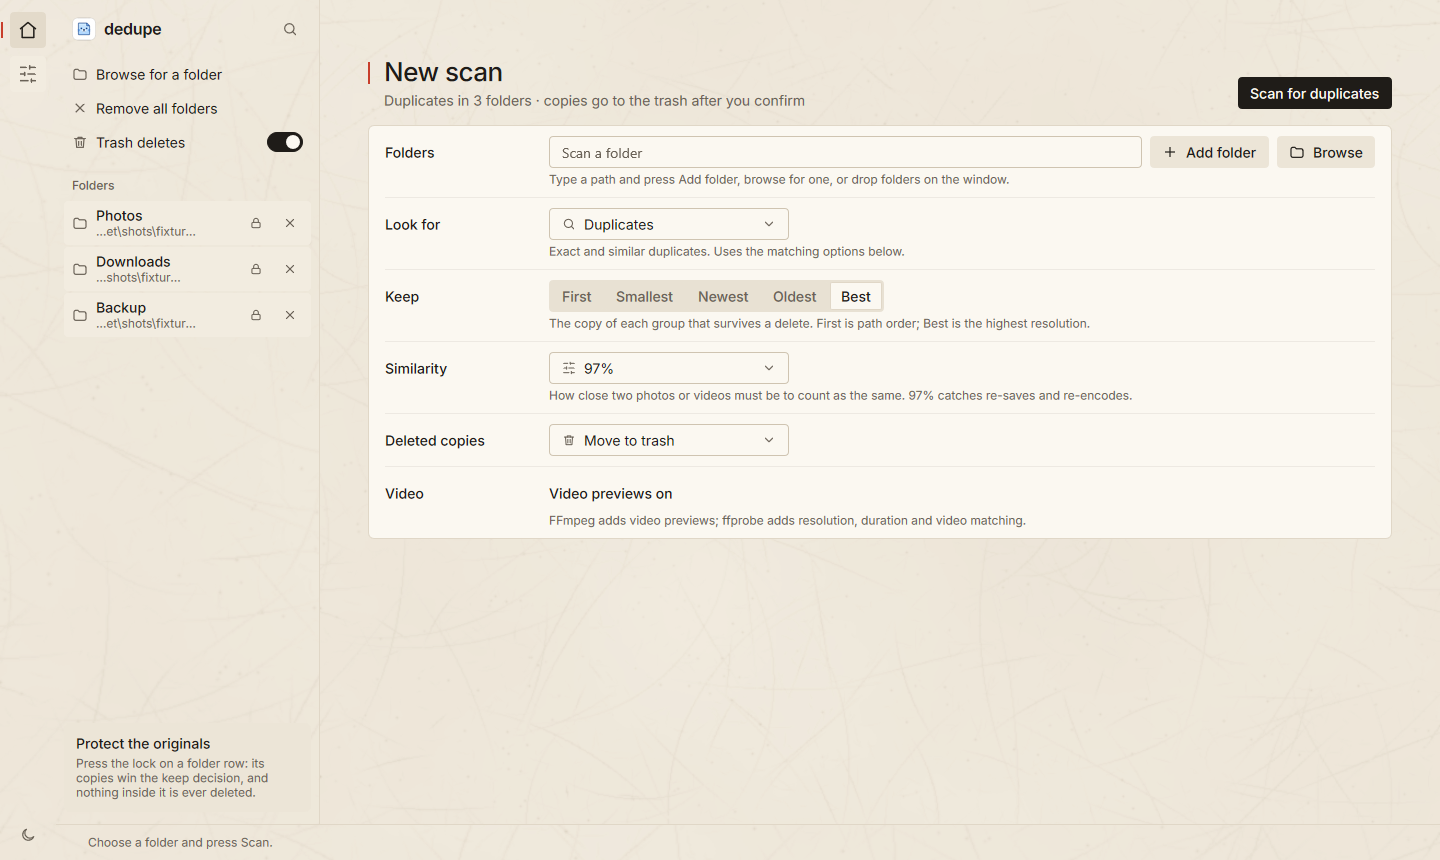 dedupe
Browse for a folder
Remove all folders
Trash deletes
Folders
Photos
...et\shots\fixtur...
Downloads
...shots\fixtur...
Backup
...et\shots\fixtur...
Protect the originals
Press the lock on a folder row: its
copies win the keep decision, and
nothing inside it is ever deleted.
New scan
Duplicates in 3 folders · copies go to the trash after you confirm
Scan for duplicates
Folders
Scan a folder
Add folder
Browse
Type a path and press Add folder, browse for one, or drop folders on the window.
Look for
Duplicates
Exact and similar duplicates. Uses the matching options below.
Keep
First Smallest Newest Oldest Best
The copy of each group that survives a delete. First is path order; Best is the highest resolution.
Similarity
97%
How close two photos or videos must be to count as the same. 97% catches re-saves and re-encodes.
Deleted copies
Move to trash
Video
Video previews on
FFmpeg adds video previews; ffprobe adds resolution, duration and video matching.
Choose a folder and press Scan.